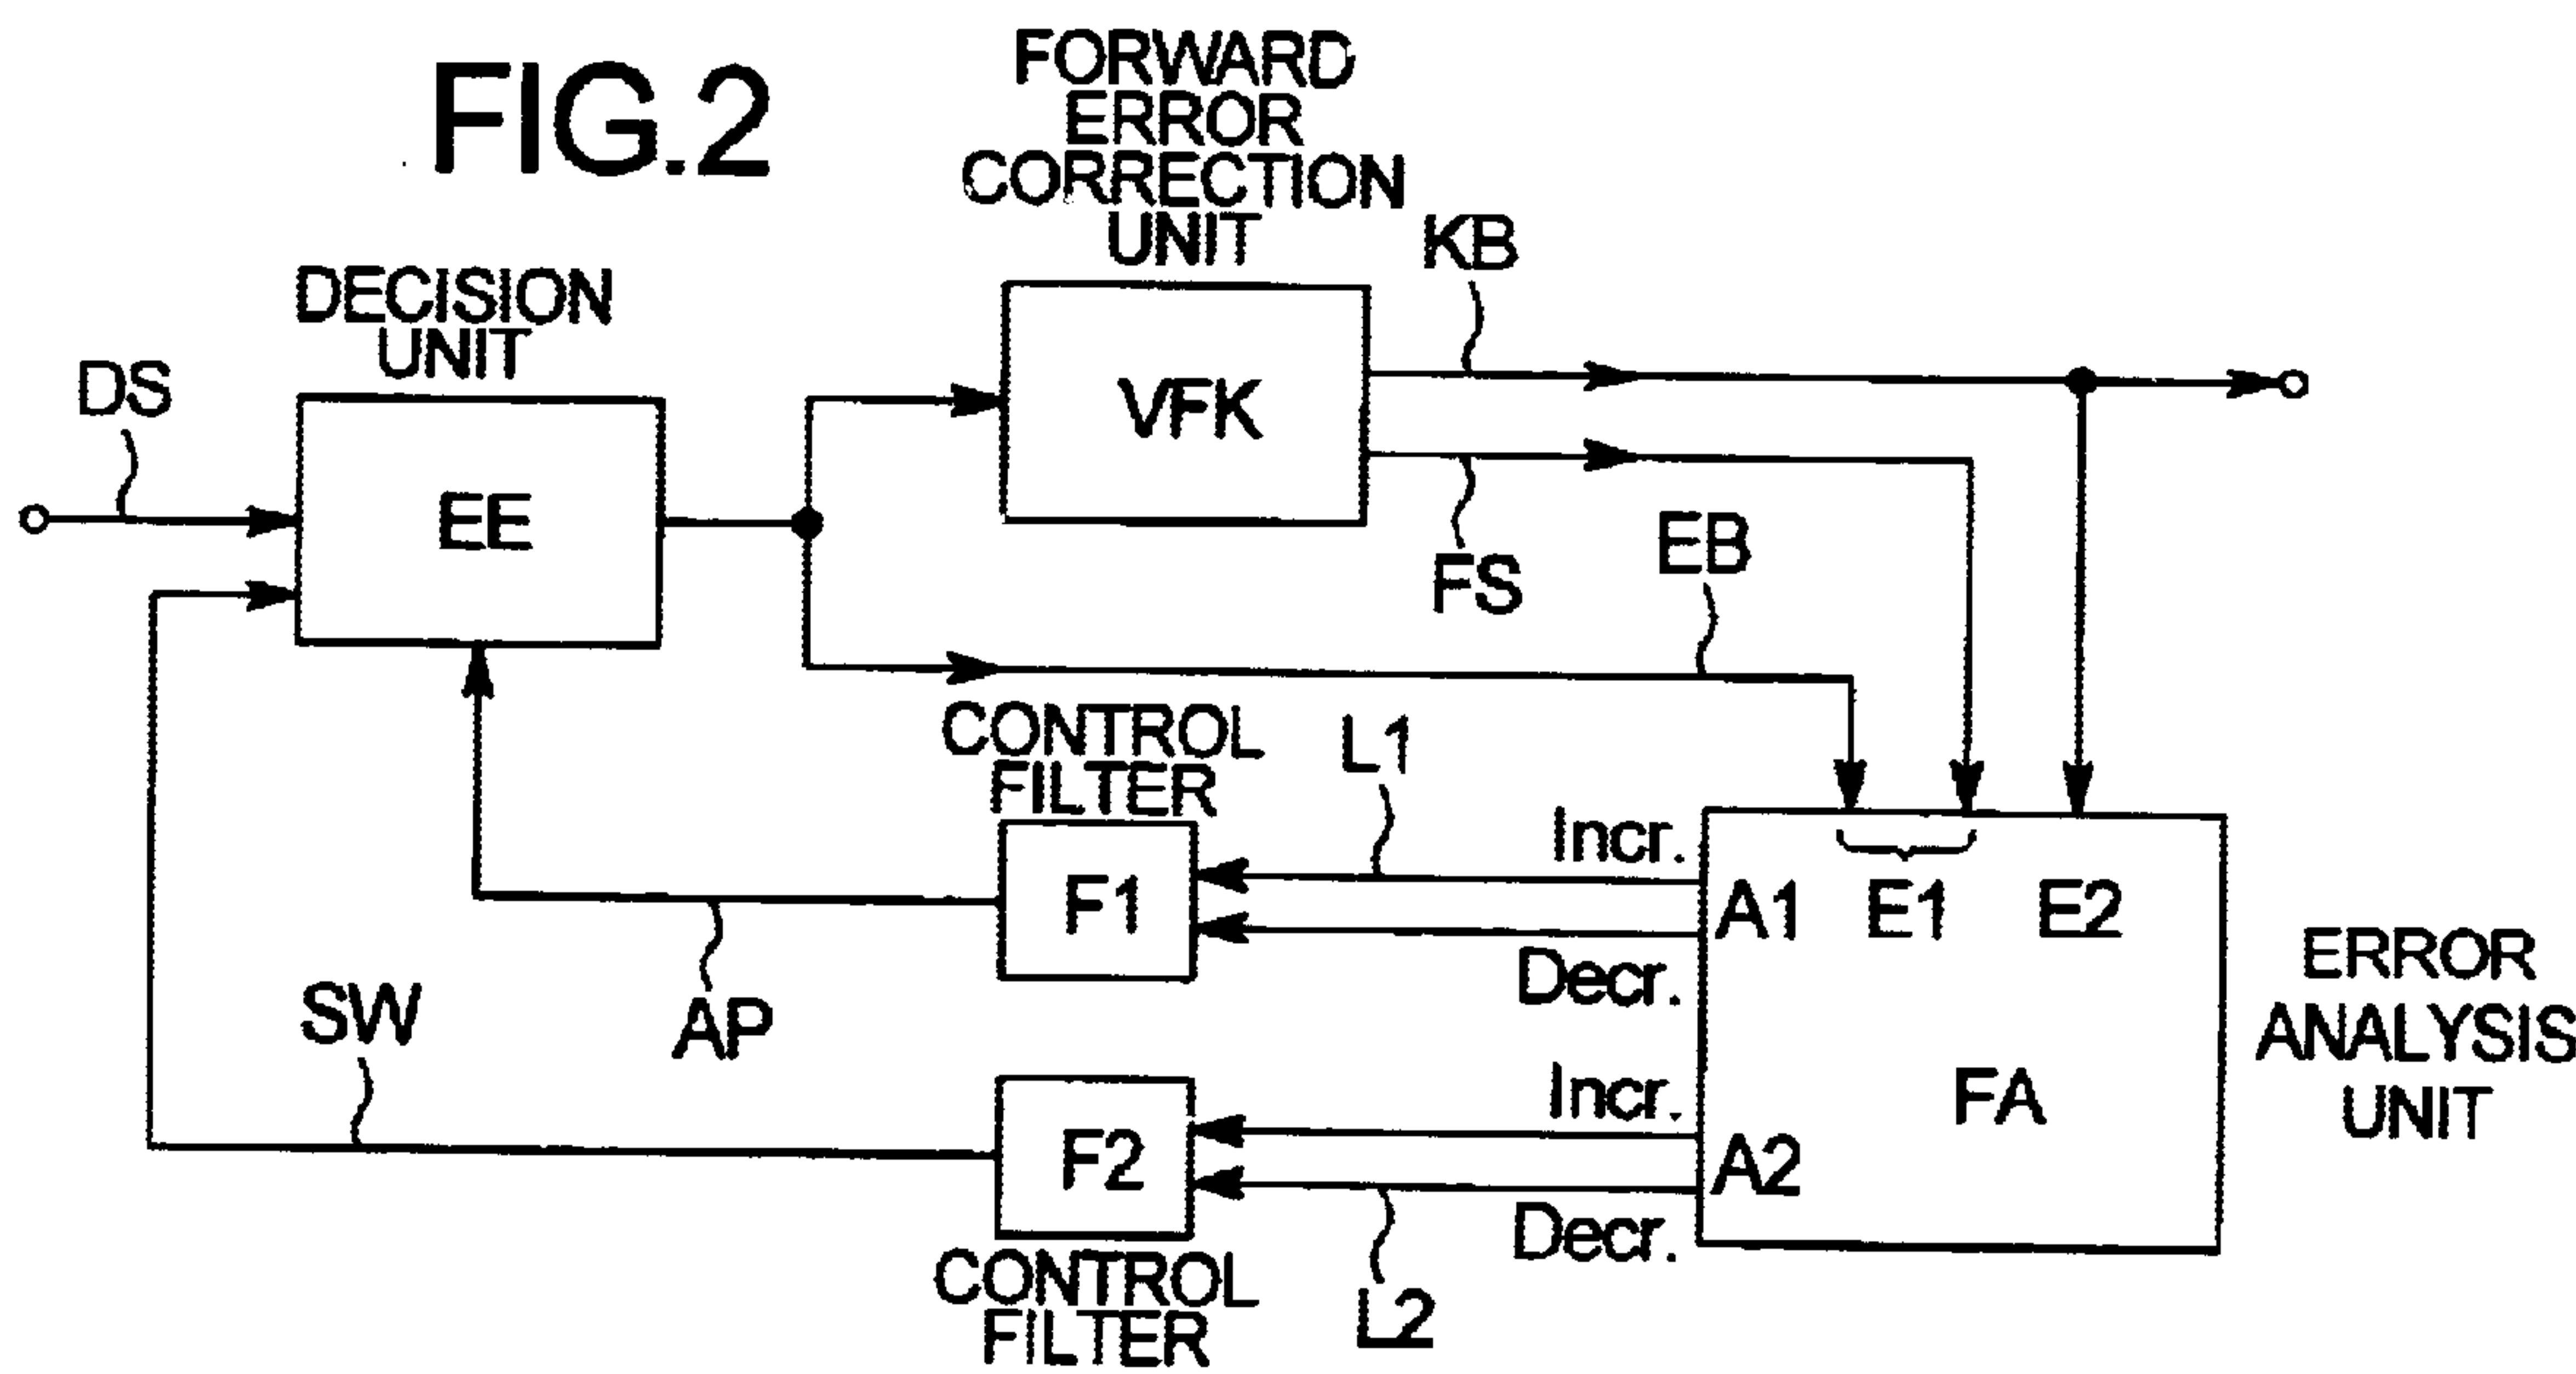 FIG.2
FORWARD
ERROR
CORRECTION
UNIT
KB
DECISION
UNIT
DS
VFK
EE
FS
EB
CONTROL
FILTER
L1
Incr.
F1
A1 E1 E2
Decr.
AP
ERROR
ANALYSIS
UNIT
SW
Incr.
FA
F2
A2
Decr.
CONTROL
FILTER
L2